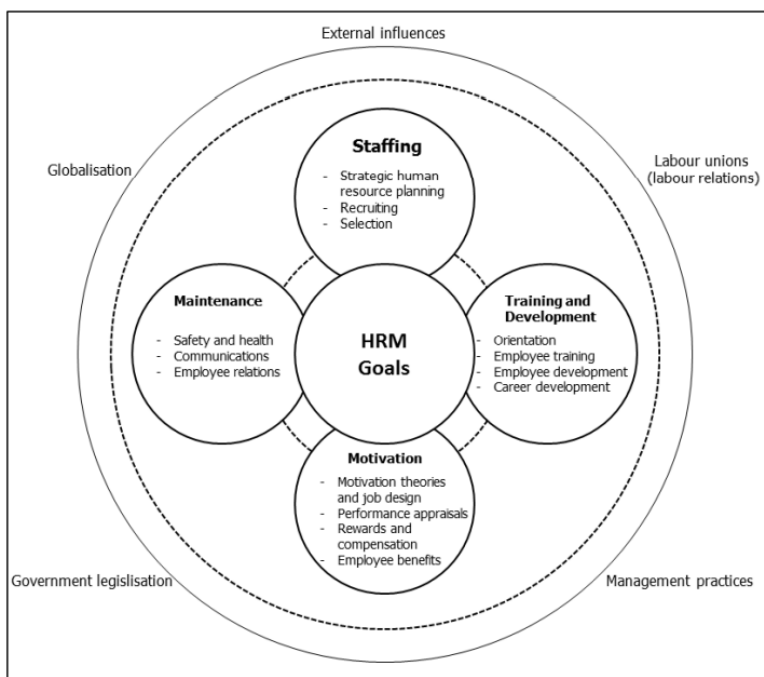 External influences
Globalisation
Labour unions
(labour relations)
Staffing
- Strategic human
resource planning
- Recruiting
- Selection
Maintenance
- Safety and health
- Communications
- Employee relations
HRM
Goals
Training and
Development
- Orientation
- Employee training
- Employee development
- Career development
Motivation
- Motivation theories
and job design
- Performance appraisals
- Rewards and
compensation
- Employee benefits
Government legislisation
Management practices